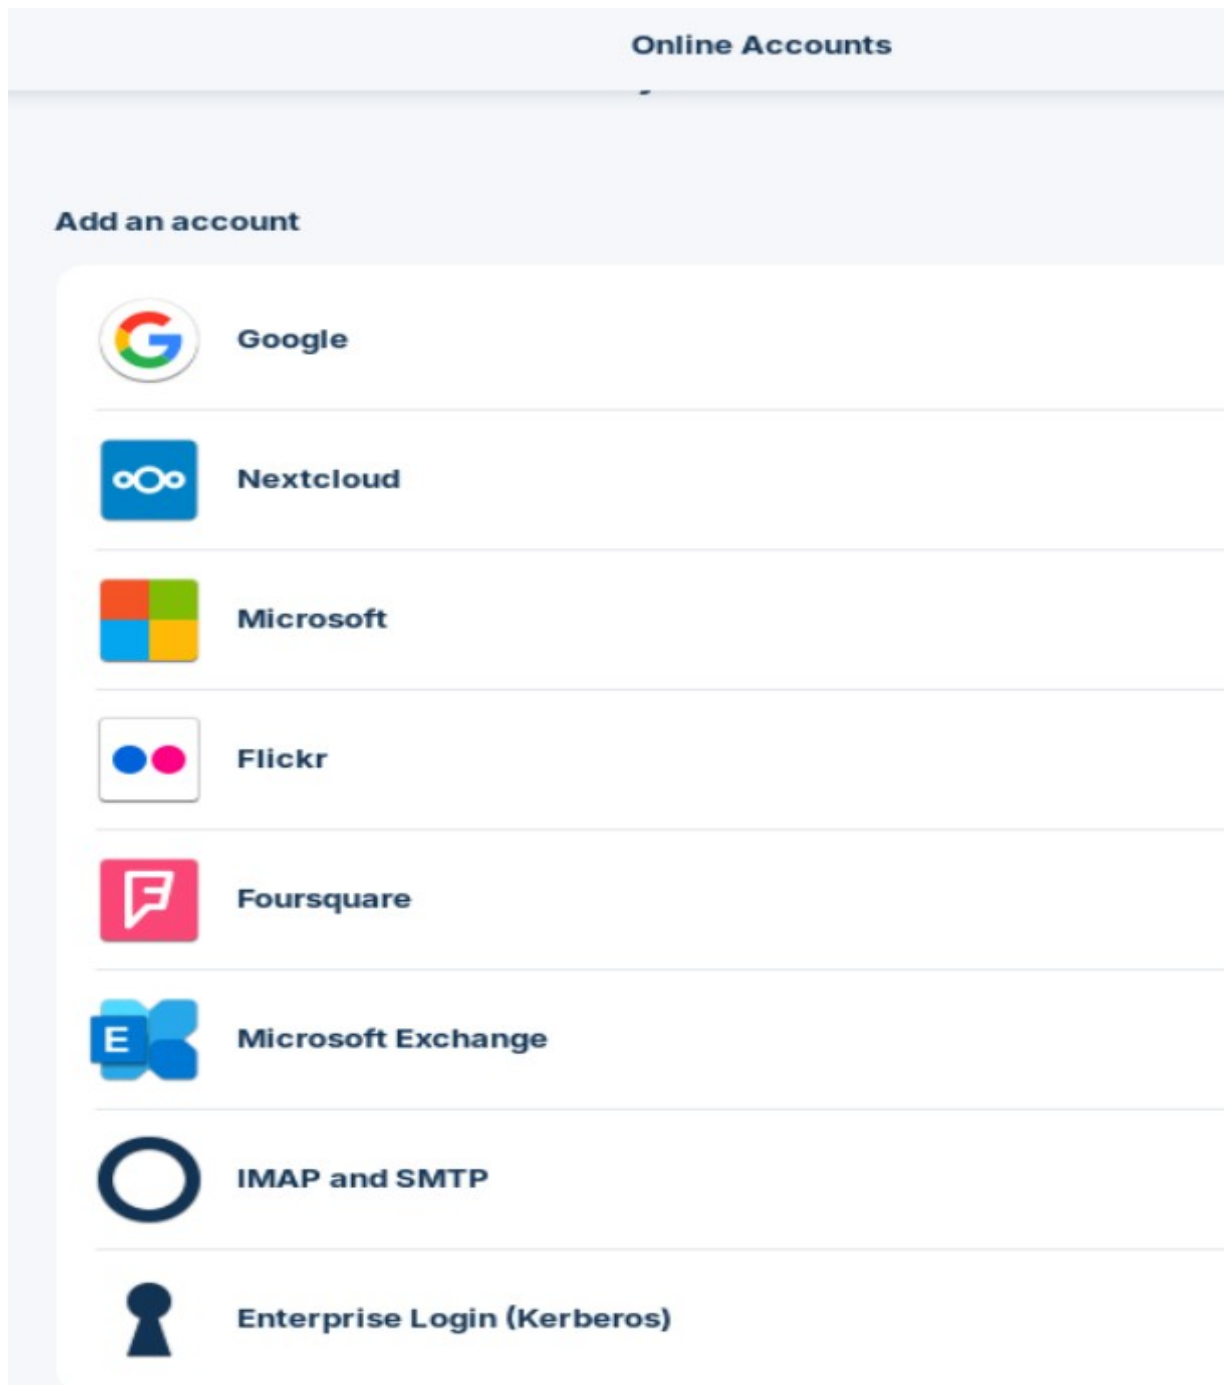 Online Accounts
Add an account
Google
Nextcloud
Microsoft
Flickr
Foursquare
E
Microsoft Exchange
IMAP and SMTP
Enterprise Login (Kerberos)